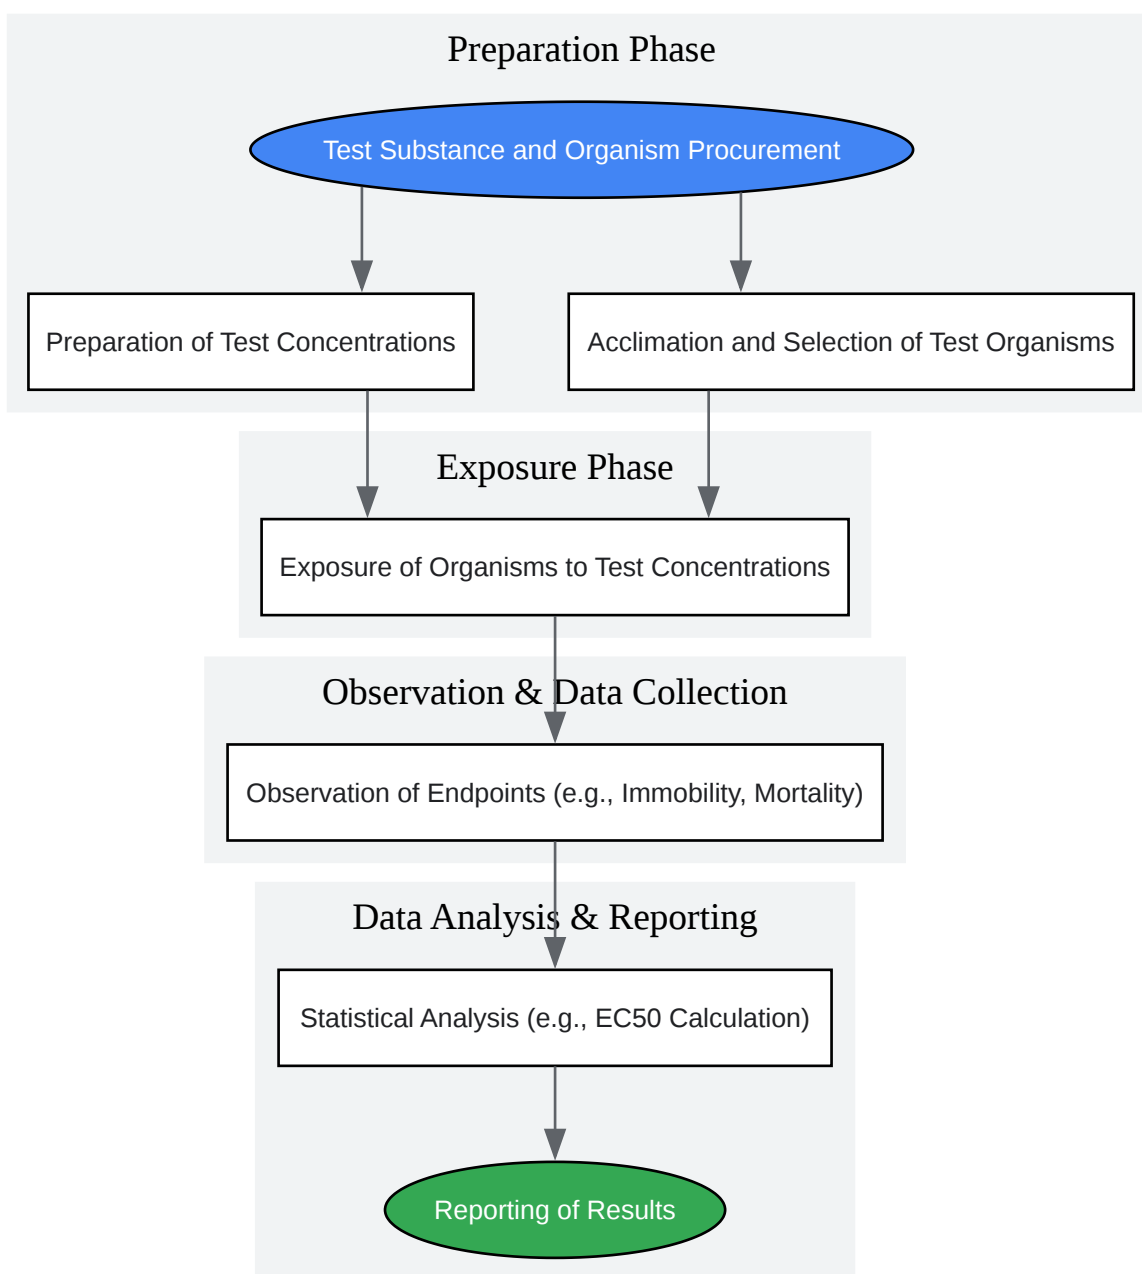 Preparation Phase
Test Substance and Organism Procurement
Preparation of Test Concentrations
Acclimation and Selection of Test Organisms
Exposure Phase
Exposure of Organisms to Test Concentrations
Observation & Data Collection
Observation of Endpoints (e.g., Immobility, Mortality)
Data Analysis & Reporting
Statistical Analysis (e.g., EC50 Calculation)
Reporting of Results